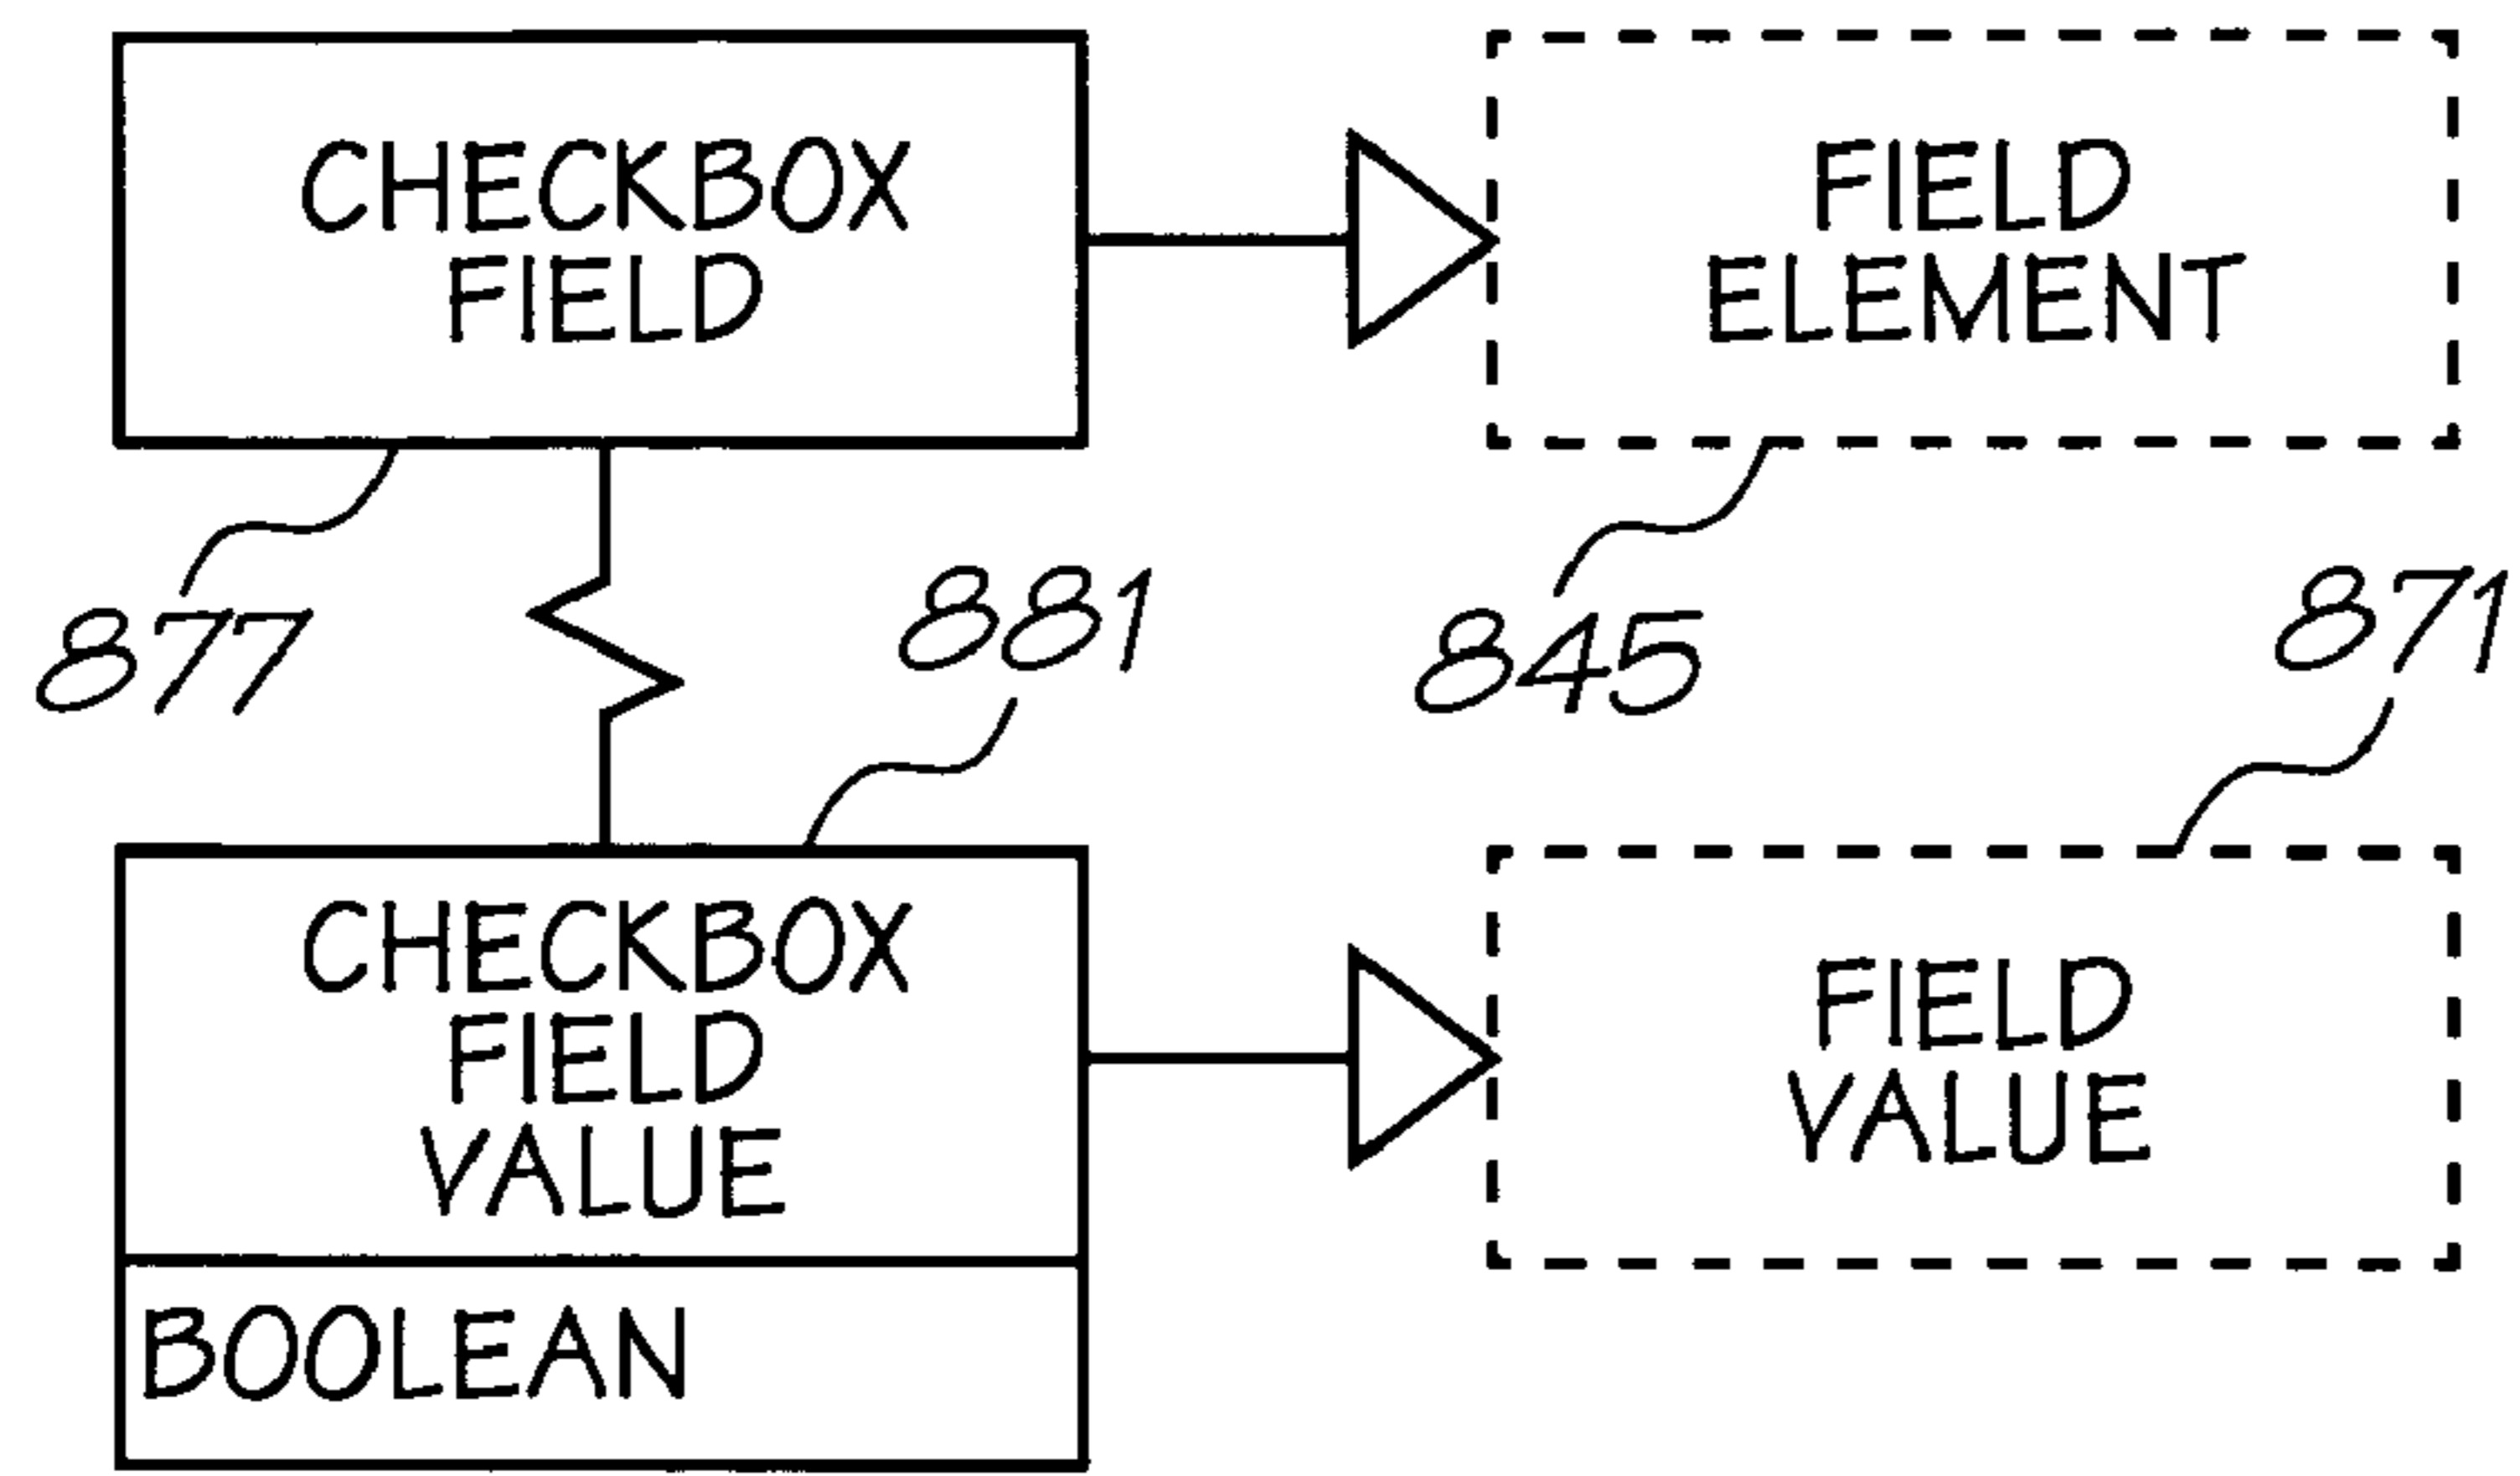 CHECKBOX
FIELD
FIELD
ELEMENT
877
881
845
871
CHECKBOX
FIELD
VALUE
BOOLEAN
FIELD
VALUE